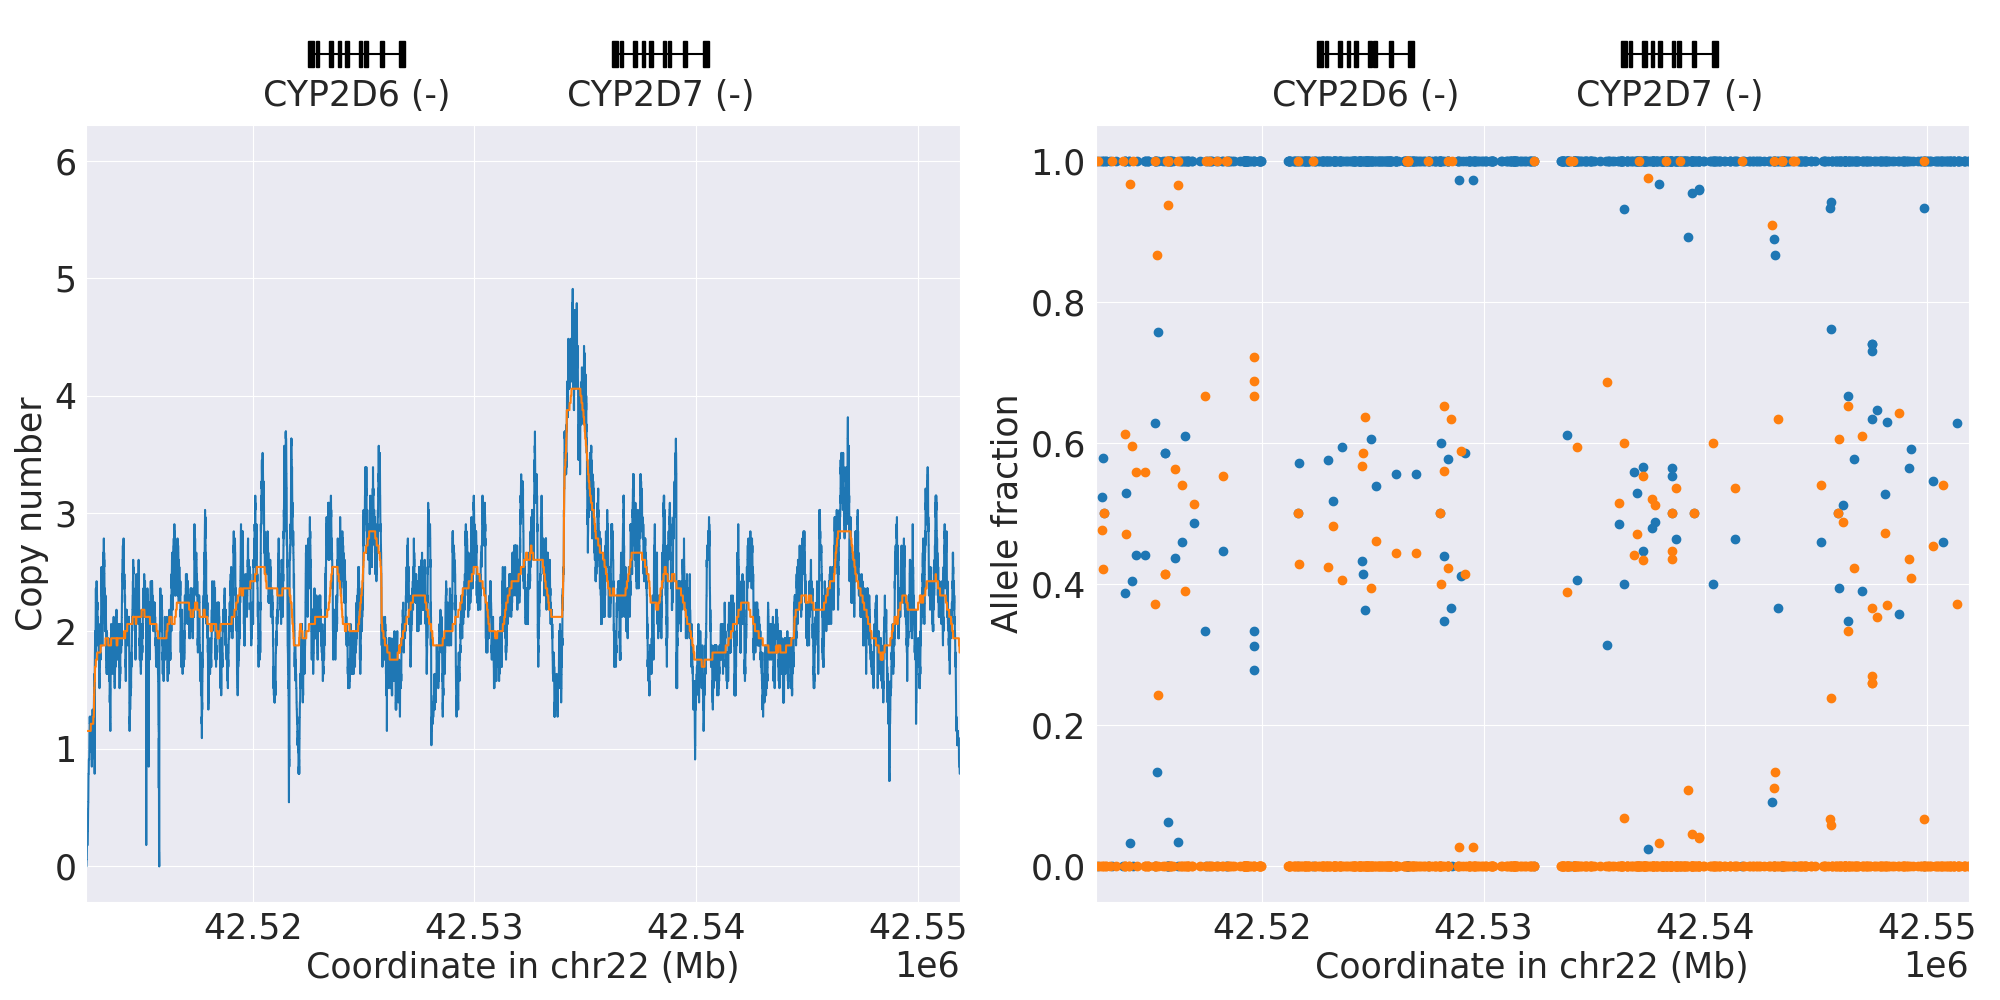 CYP2D6 (-)
CYP2D7 (-)
6
5
4
3
2
1
0
Copy number
42.52
42.53
42.54
42.55
Coordinate in chr22 (Mb)
1e6
CYP2D6 (-)
CYP2D7 (-)
1.0
0.8
0.6
0.4
0.2
0.0
Allele fraction
42.52
42.53
42.54
42.55
Coordinate in chr22 (Mb)
1e6